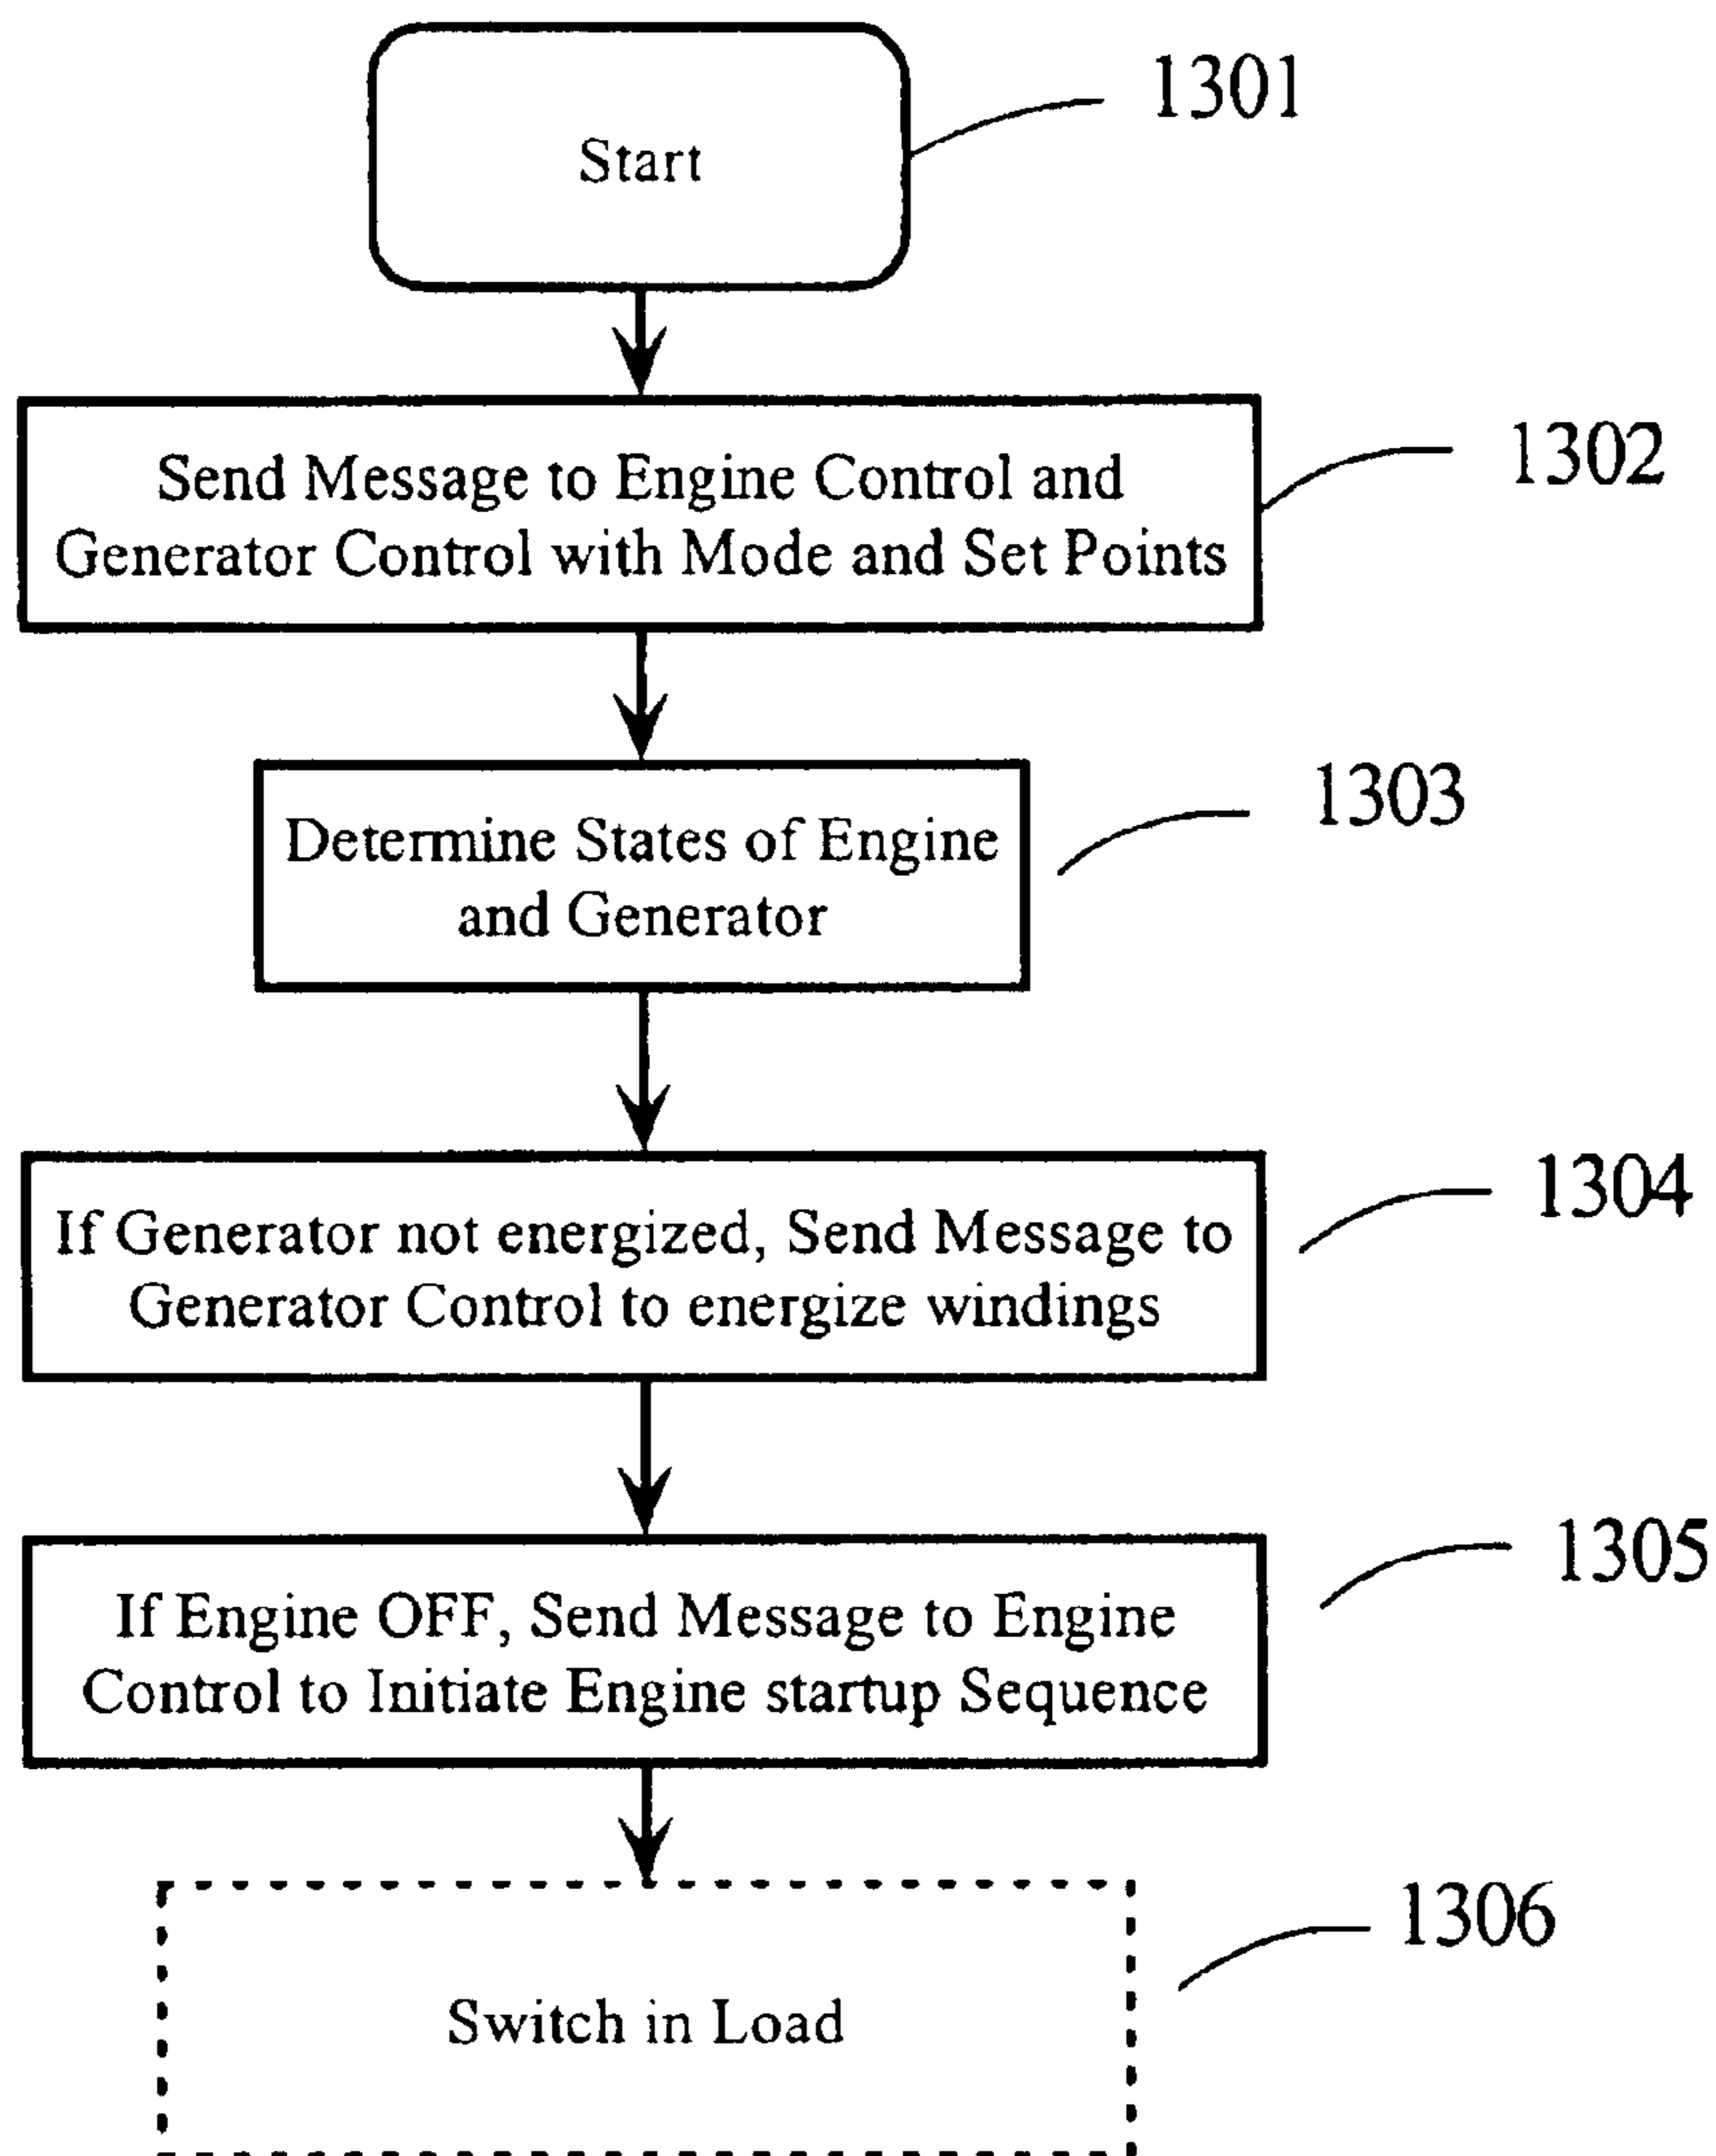 Start
1301
Send Message to Engine Control and
Generator Control with Mode and Set Points
1302
Determine States of Engine
and Generator
1303
If Generator not energized, Send Message to
Generator Control to energize windings
1304
If Engine OFF, Send Message to Engine
Control to Initiate Engine startup Sequence
1305
Switch in Load
1306